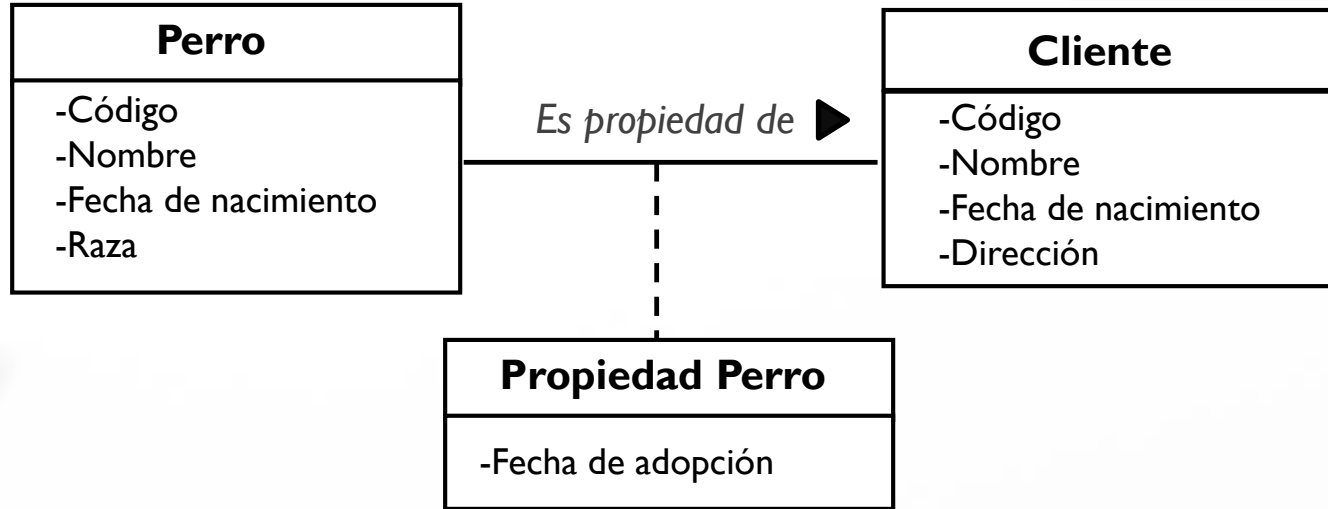 Perro
-Código
-Nombre
-Fecha de nacimiento
-Raza
Es propiedad de
Cliente
-Código
-Nombre
-Fecha de nacimiento
-Dirección
Propiedad Perro
-Fecha de adopción